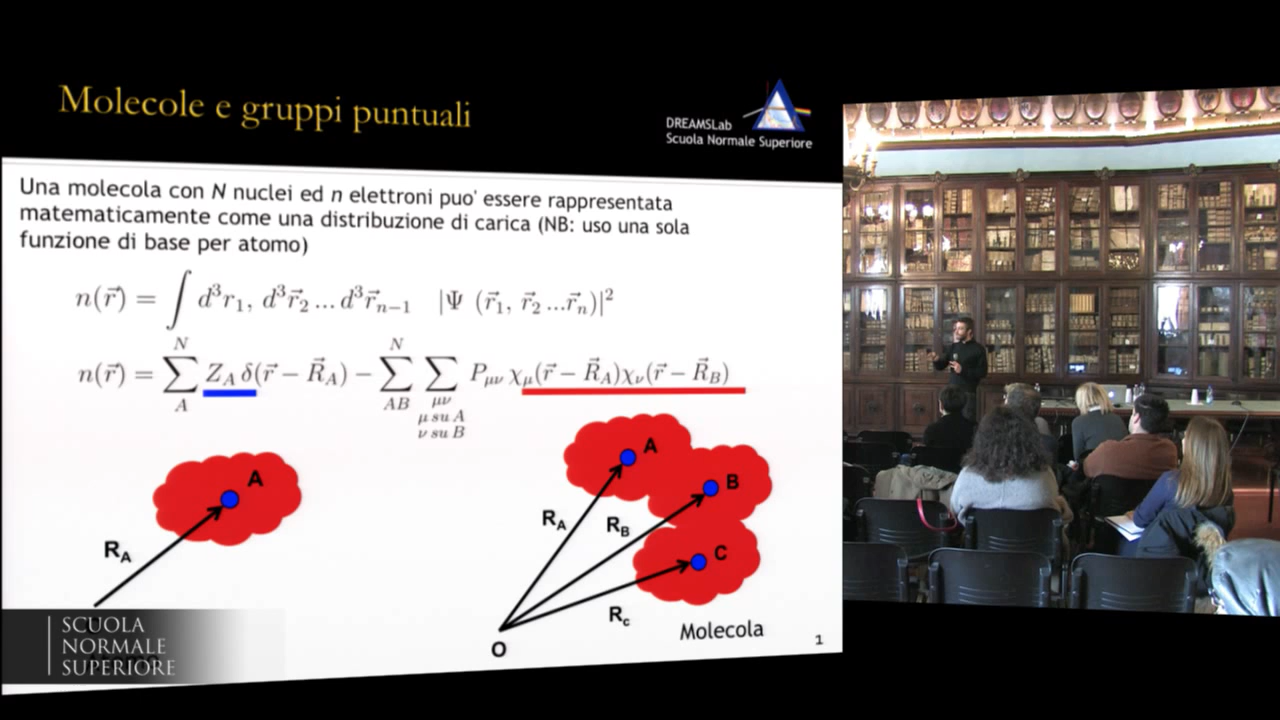 Molecole e gruppi puntuali
DREAMSLab
Scuola Normale Superiore
Una molecola con N nuclei ed n elettroni puo' essere rappresentata
matematicamente come una distribuzione di carica (NB: uso una sola
funzione di base per atomo)
n(r⃗) = ∫ d³r₁, d³r⃗₂ ... d³r⃗ₙ₋₁ |Ψ (r⃗₁, r⃗₂ ...r⃗ₙ)|²
N N
n(r⃗) = ∑ Z_A δ(r⃗ − R⃗_A) − ∑ ∑ P_μν χ_μ(r⃗ − R⃗_A)χ_ν(r⃗ − R⃗_B)
A AB μν
μ su A
ν su B
A
R_A
A
B
C
R_A
R_B
R_c
O
Molecola
1
SCUOLA
NORMALE
SUPERIORE